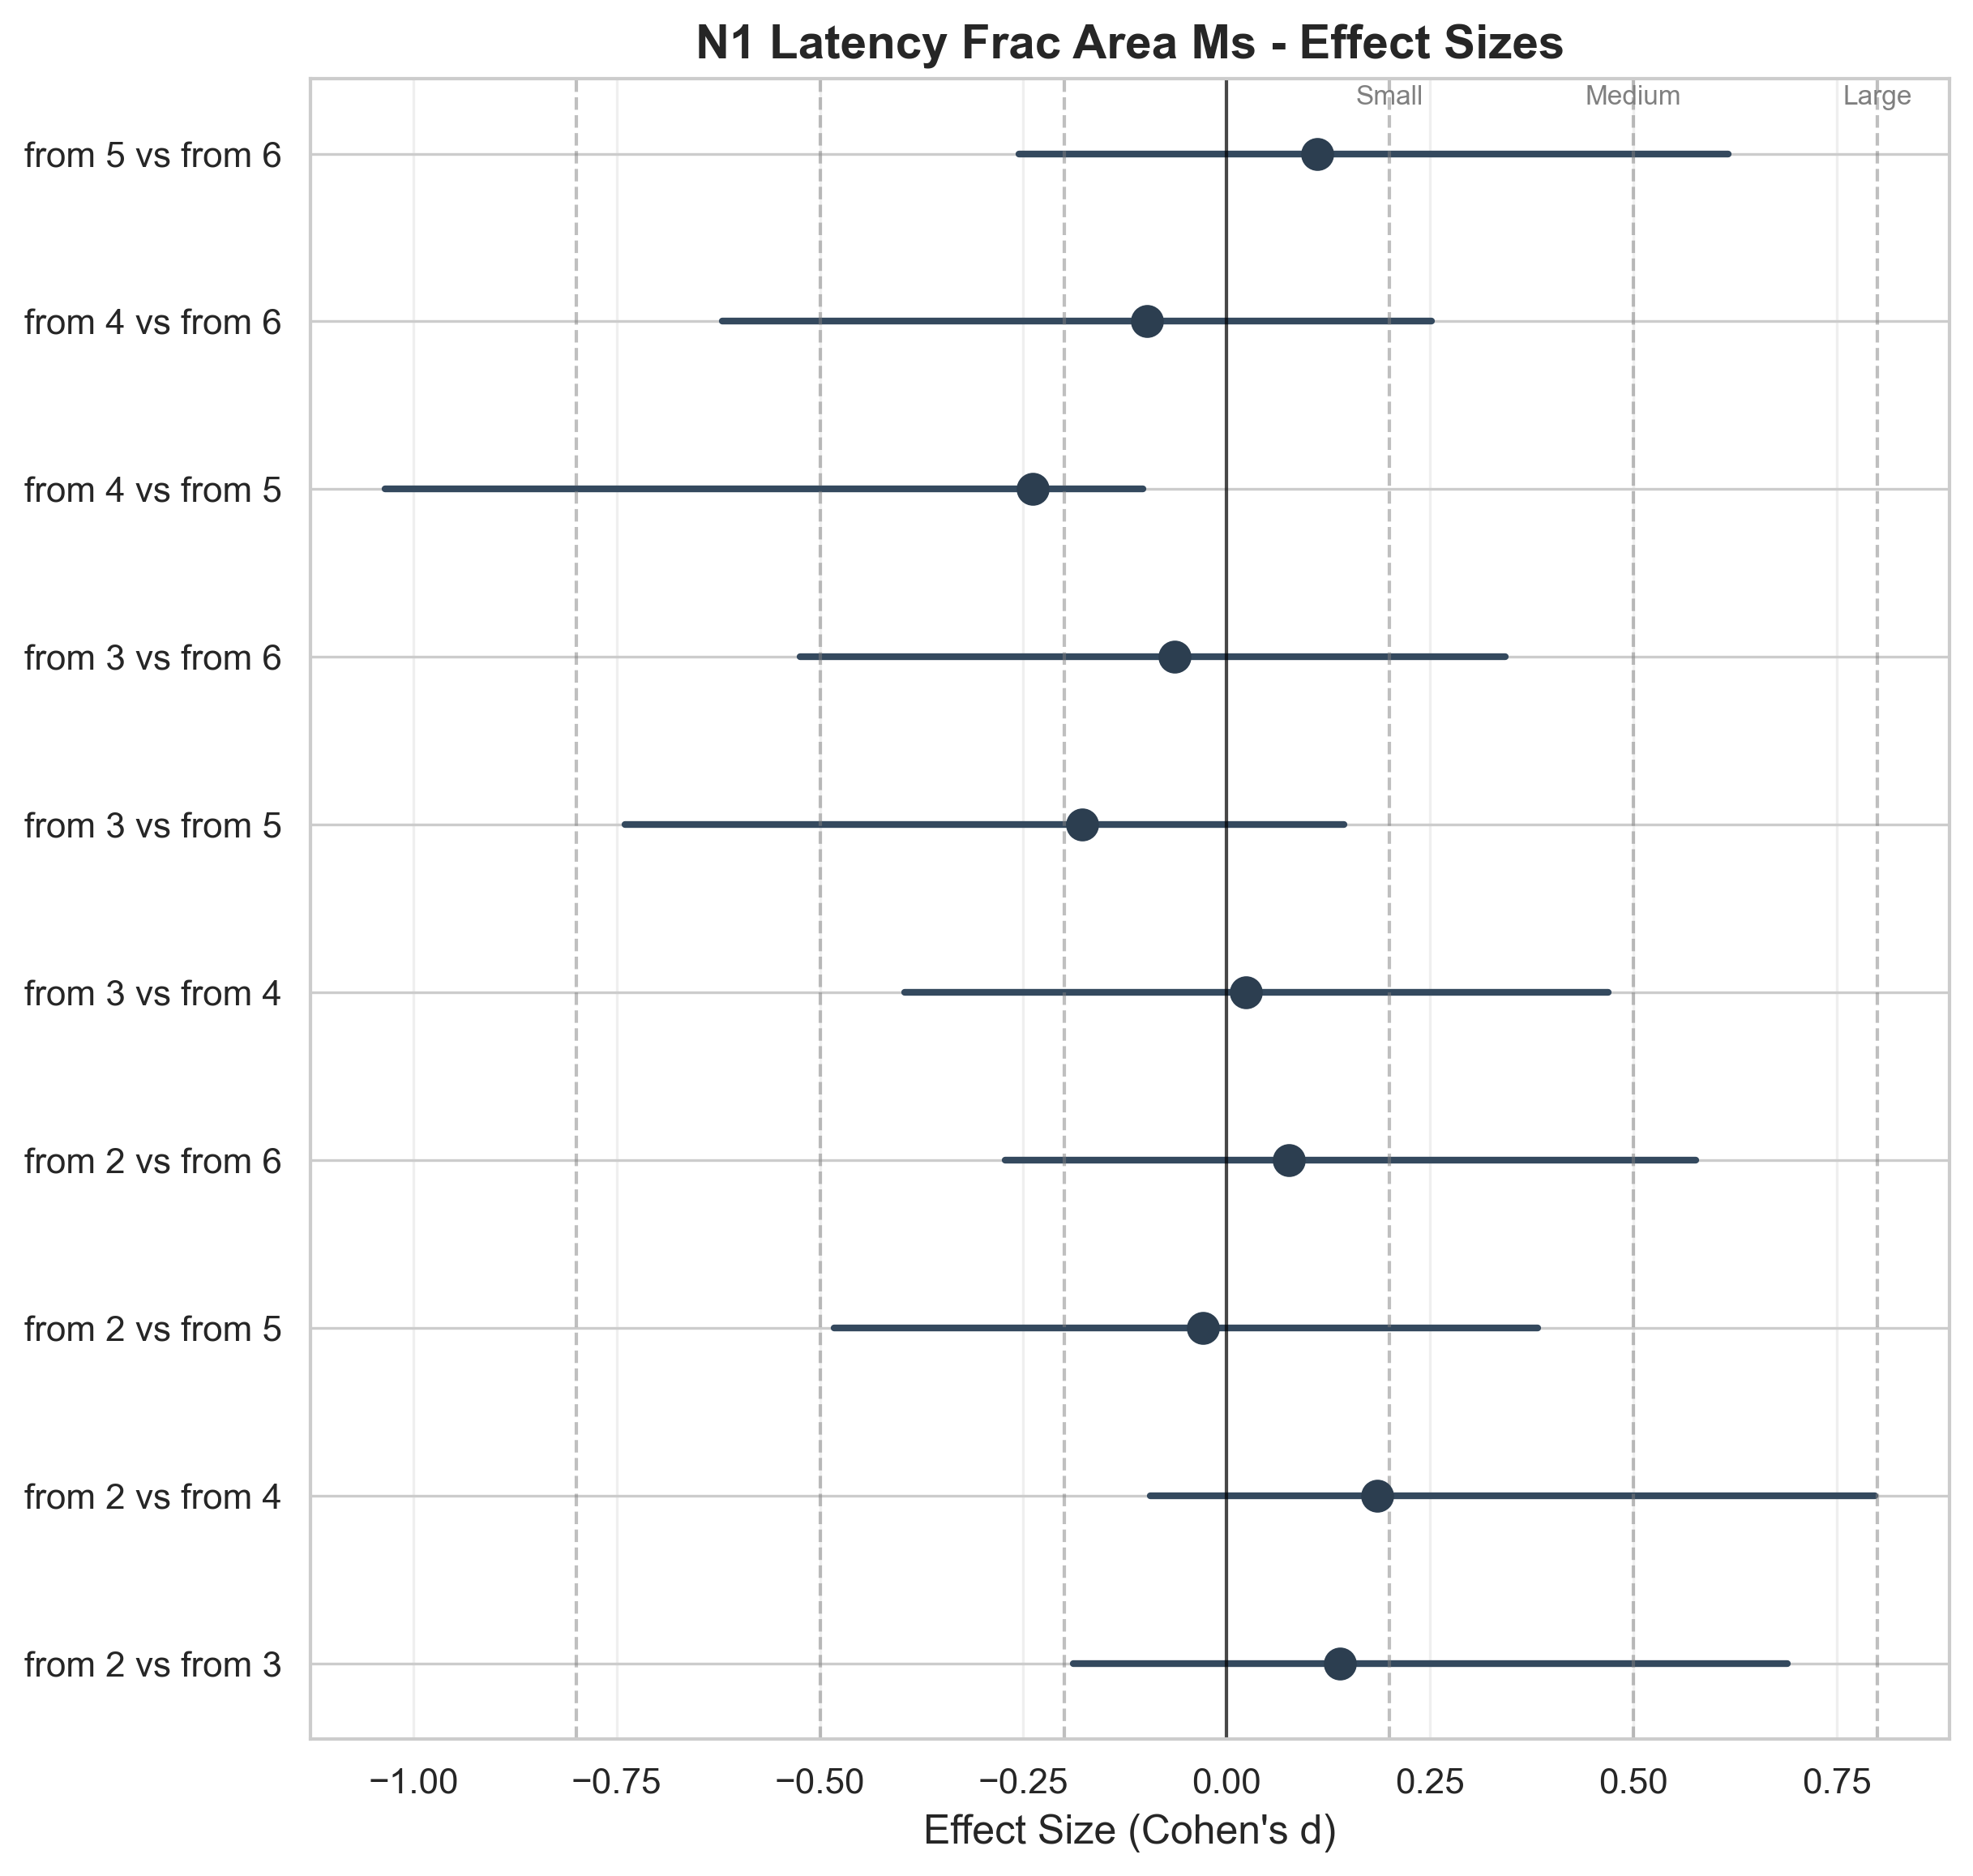 N1 Latency Frac Area Ms - Effect Sizes
Small Medium Large
from 5 vs from 6
from 4 vs from 6
from 4 vs from 5
from 3 vs from 6
from 3 vs from 5
from 3 vs from 4
from 2 vs from 6
from 2 vs from 5
from 2 vs from 4
from 2 vs from 3
−1.00 −0.75 −0.50 −0.25 0.00 0.25 0.50 0.75
Effect Size (Cohen's d)